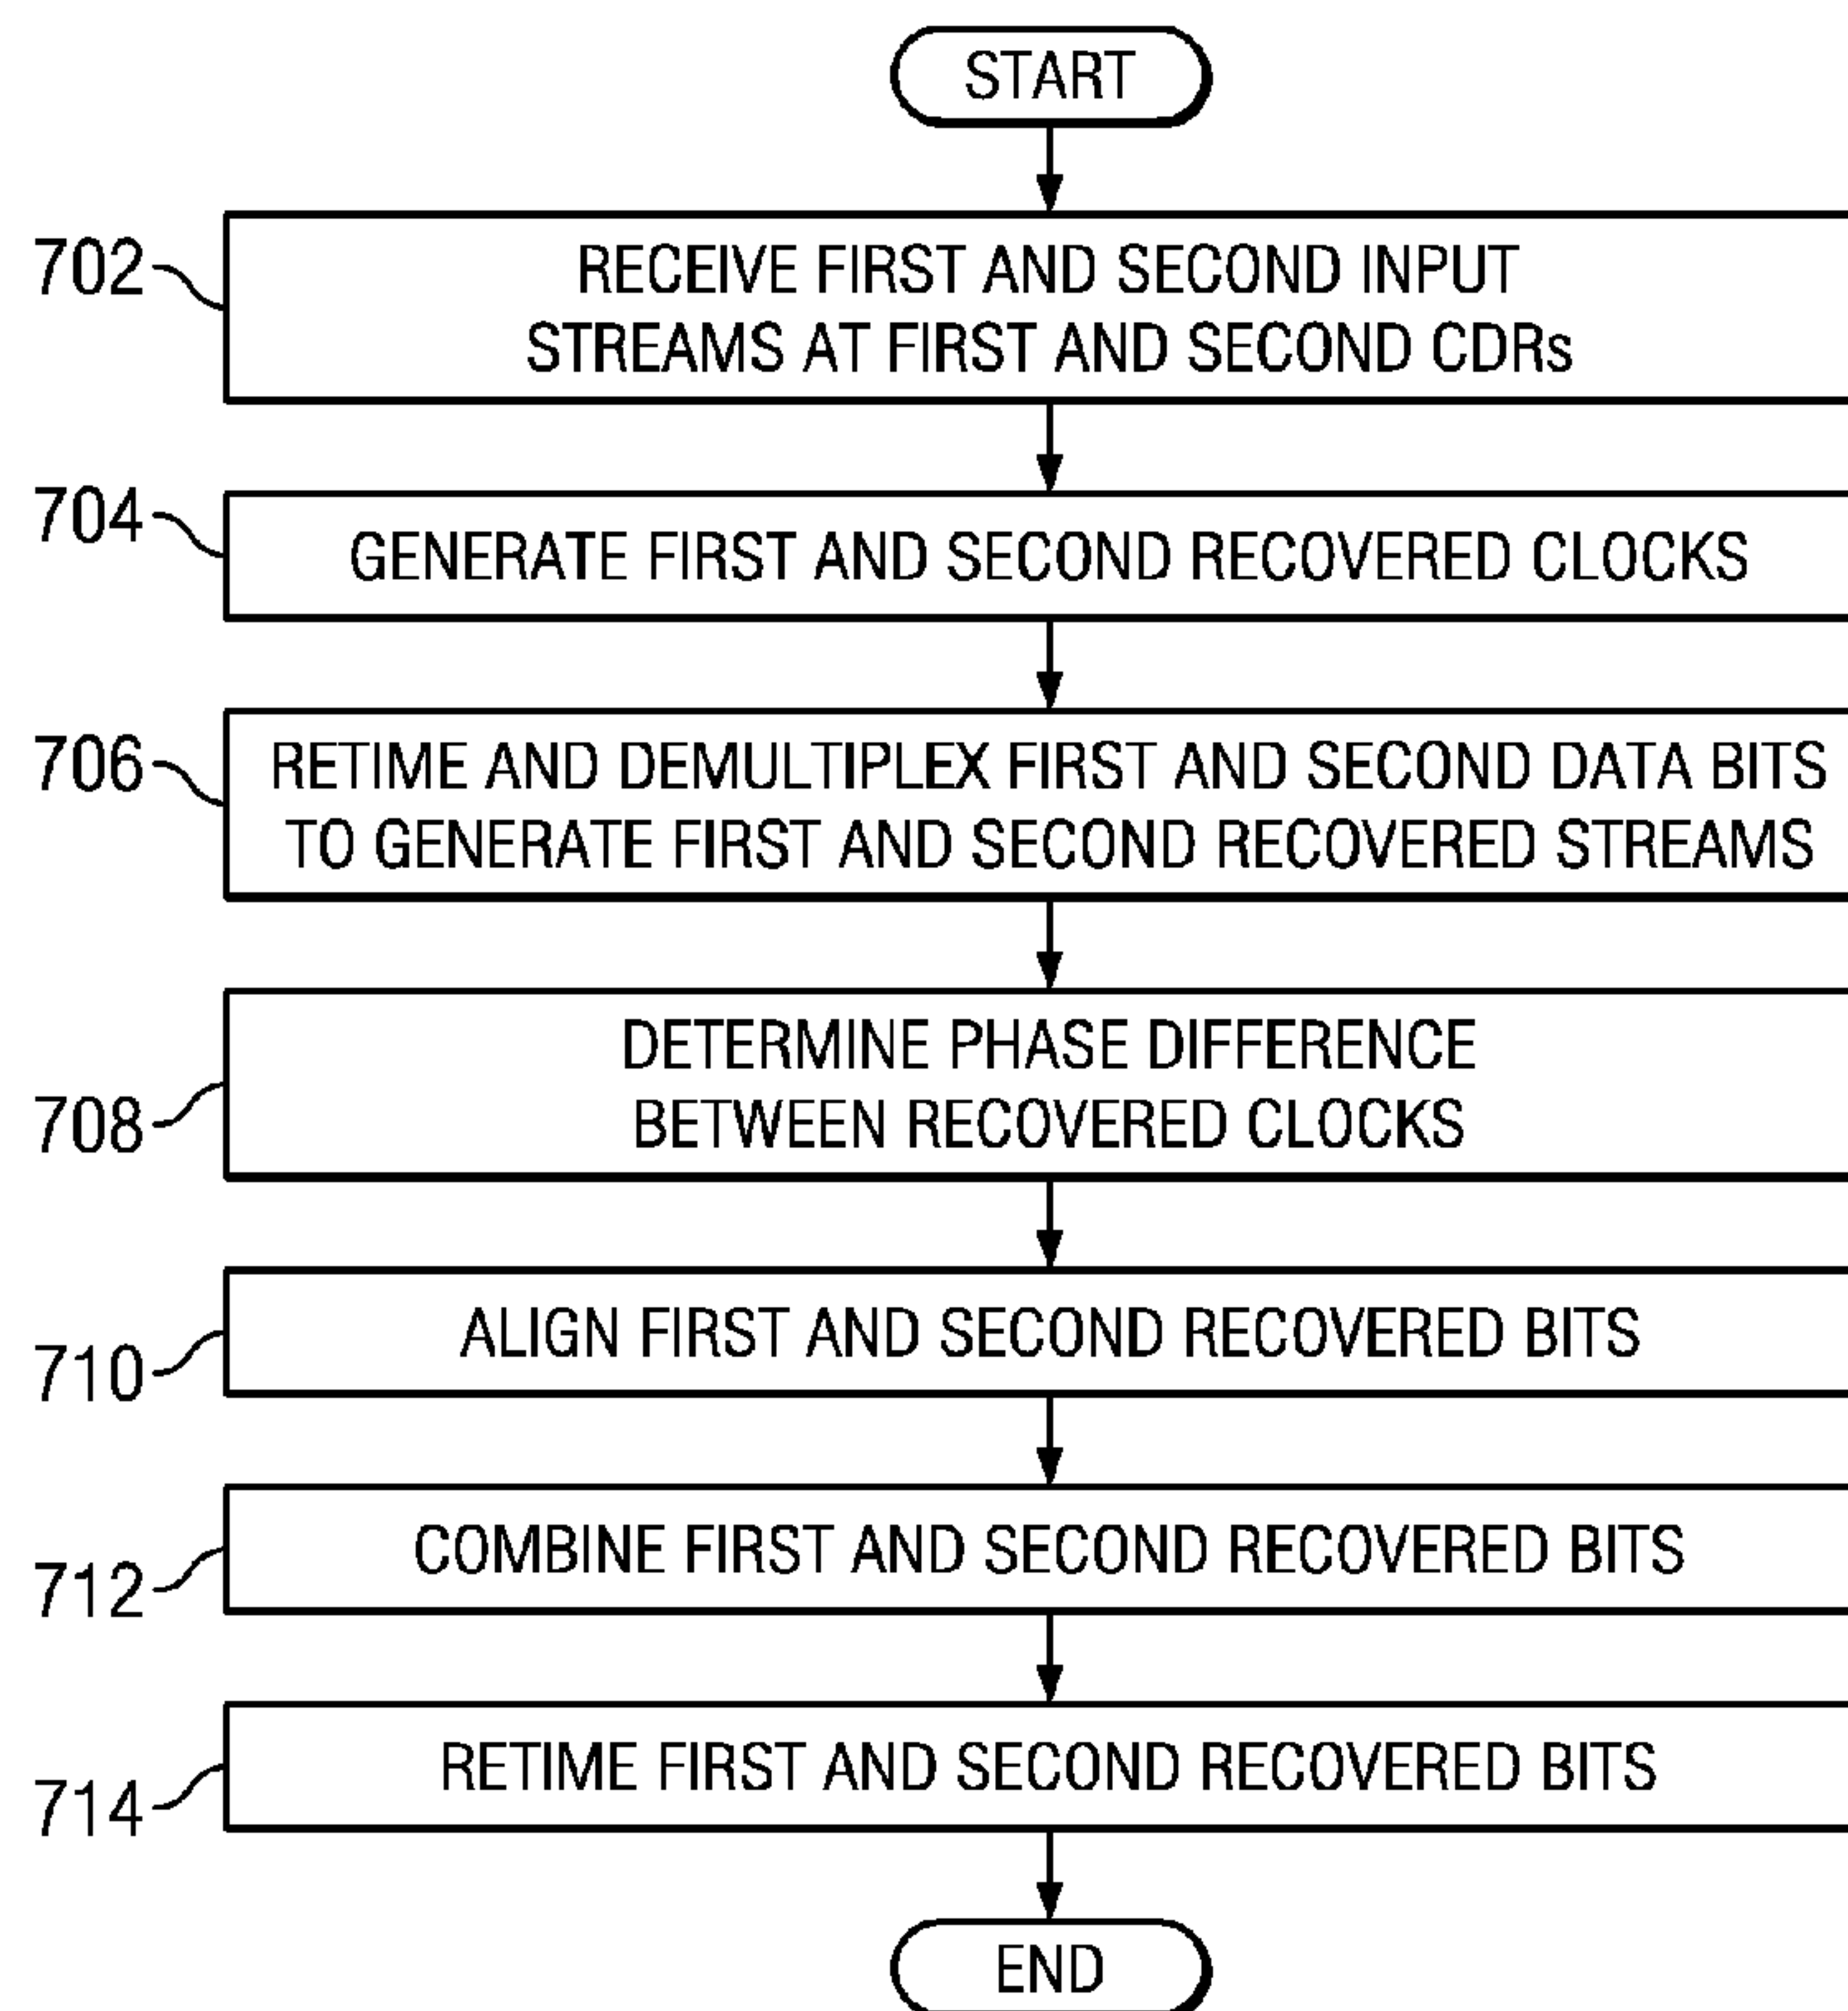 START
702
RECEIVE FIRST AND SECOND INPUT
STREAMS AT FIRST AND SECOND CDRs
704
GENERATE FIRST AND SECOND RECOVERED CLOCKS
706
RETIME AND DEMULTIPLEX FIRST AND SECOND DATA BITS
TO GENERATE FIRST AND SECOND RECOVERED STREAMS
708
DETERMINE PHASE DIFFERENCE
BETWEEN RECOVERED CLOCKS
710
ALIGN FIRST AND SECOND RECOVERED BITS
712
COMBINE FIRST AND SECOND RECOVERED BITS
714
RETIME FIRST AND SECOND RECOVERED BITS
END